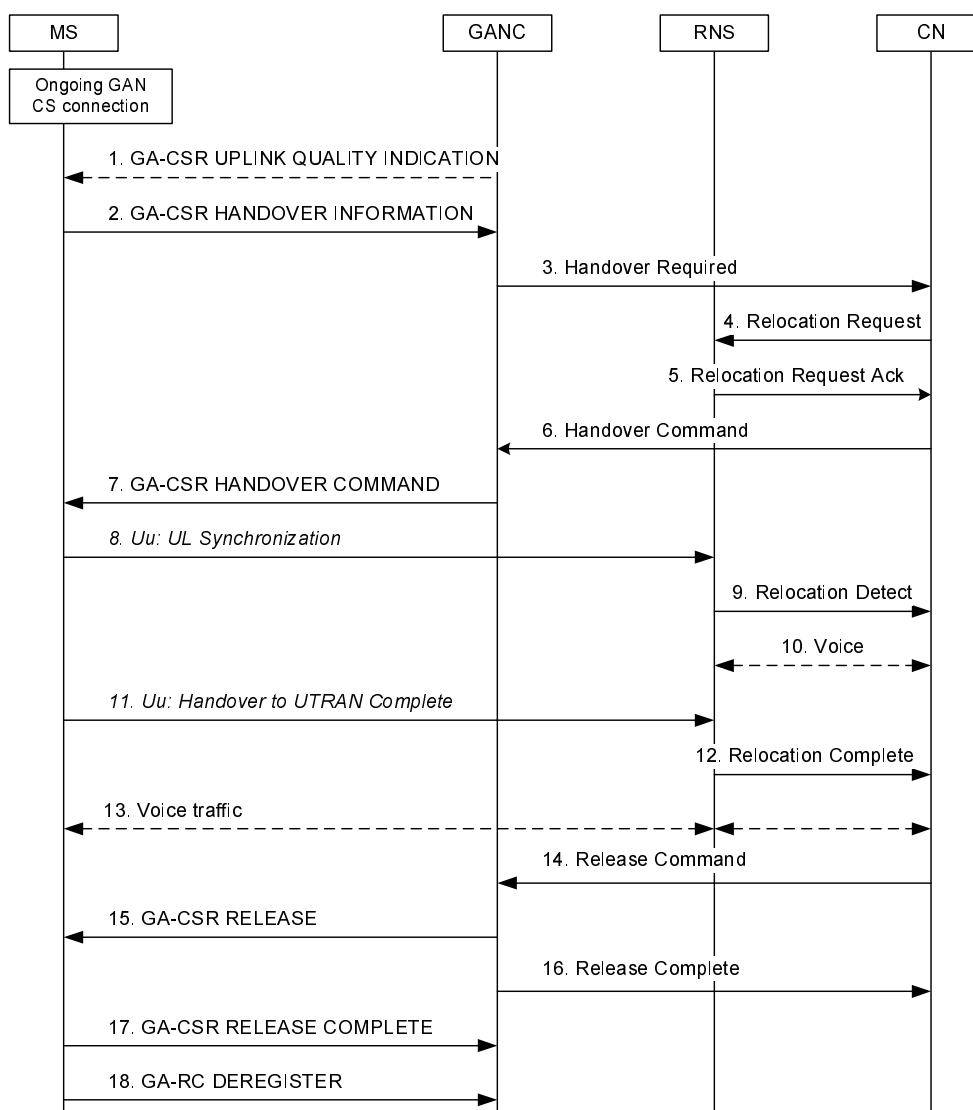 MS
GANC
RNS
CN
Ongoing GAN
CS connection
1. GA-CSR UPLINK QUALITY INDICATION
2. GA-CSR HANDOVER INFORMATION
3. Handover Required
4. Relocation Request
5. Relocation Request Ack
6. Handover Command
7. GA-CSR HANDOVER COMMAND
8. Uu: UL Synchronization
9. Relocation Detect
10. Voice
11. Uu: Handover to UTRAN Complete
12. Relocation Complete
13. Voice traffic
14. Release Command
15. GA-CSR RELEASE
16. Release Complete
17. GA-CSR RELEASE COMPLETE
18. GA-RC DEREGISTER